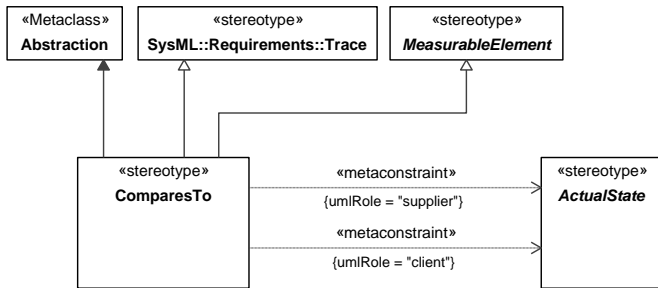 «Metaclass»
Abstraction
«stereotype»
SysML::Requirements::Trace
«stereotype»
MeasurableElement
«stereotype»
ComparesTo
«metaconstraint»
{umlRole = "supplier"}
«metaconstraint»
{umlRole = "client"}
«stereotype»
ActualState